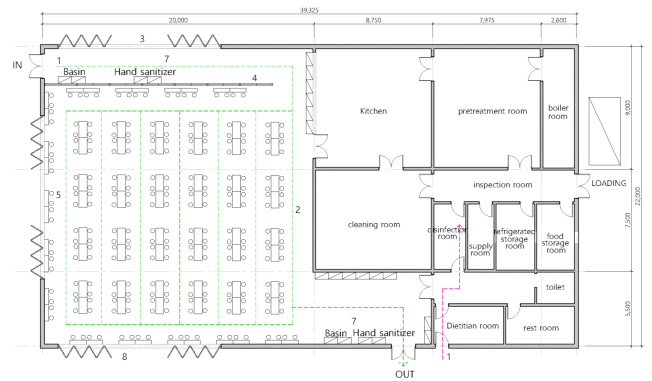 39,325
20,000 8,750 7,975 2,600
3
IN 1 7
Basin Hand sanitizer
4
Kitchen pretreatment room boiler
room
9,000
inspection room LOADING
22,000
5 2
cleaning room disinfection
room supply
room refrigerated
storage
room food
storage
room
7,500
toilet
7
Basin Hand sanitizer Dietitian room rest room
5,500
8 1
OUT